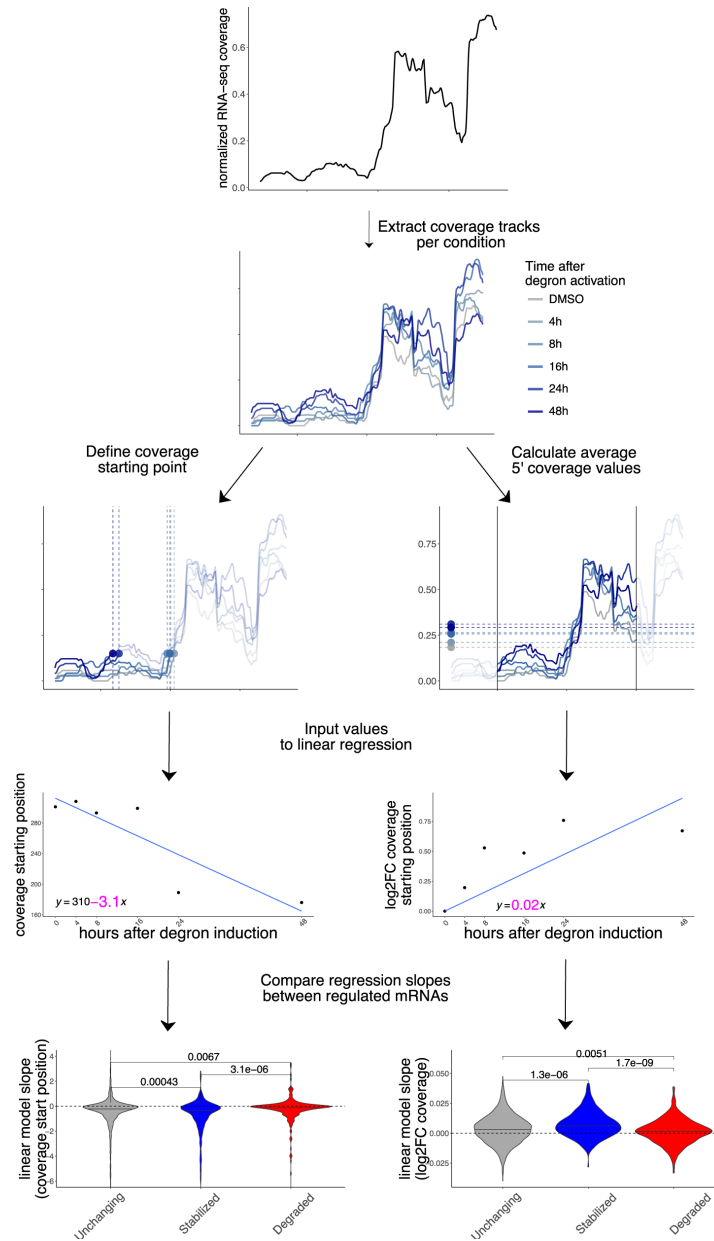 normalized RNA−seq coverage
0.6
0.4
0.2
0.0
Extract coverage tracks
per condition
Time after
degron activation
DMSO
4h
8h
16h
24h
48h
Define coverage
starting point
Calculate average
5' coverage values
0.75
0.50
0.25
0.00
Input values
to linear regression
coverage starting position
280
240
200
160
y = 310−3.1x
0
4
8
16
24
48
hours after degron induction
log2FC coverage
starting position
0.75
0.50
0.25
0.00
y=0.02x
0
4
8
16
24
48
hours after degron induction
Compare regression slopes
between regulated mRNAs
linear model slope
(coverage start position)
4
2
0
−2
−4
−6
0.0067
3.1e−06
0.00043
Unchanging
Stabilized
Degraded
linear model slope
(log2FC coverage)
0.050
0.025
0.000
0.025
0.0051
1.7e−09
1.3e−06
Unchanging
Stabilized
Degraded